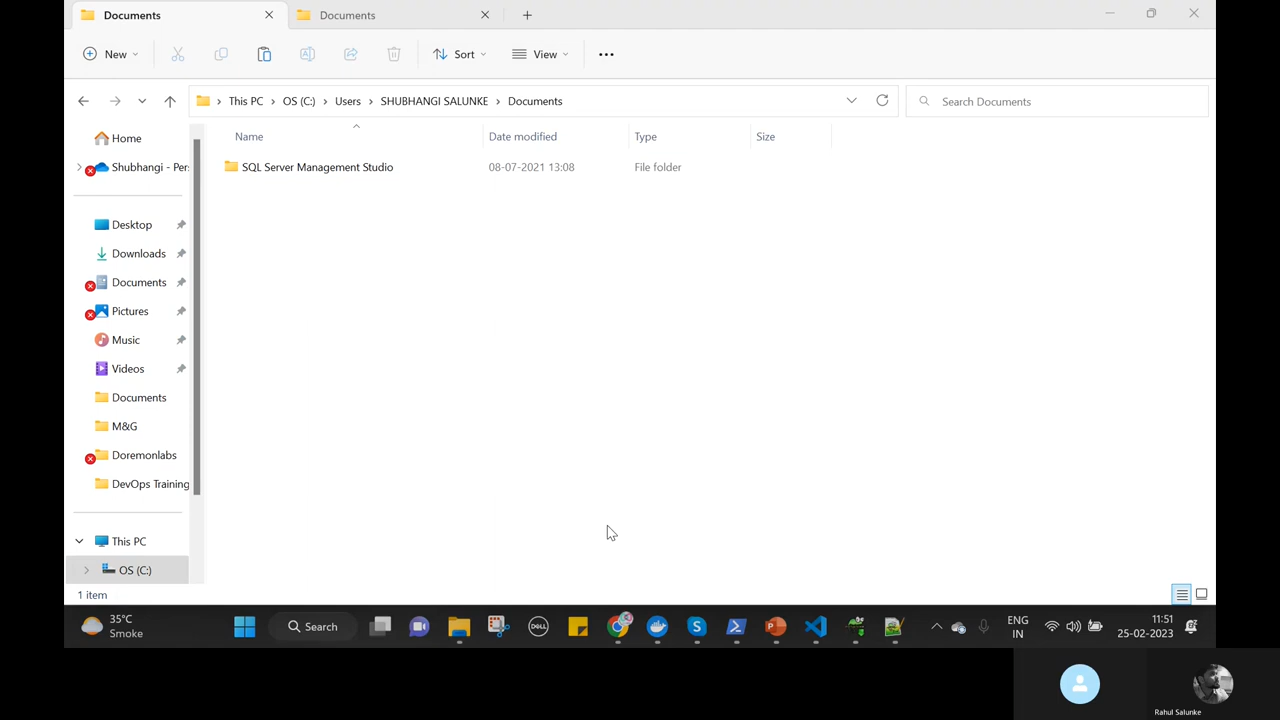 Documents
Documents
New
Sort
View
This PC
OS (C:)
Users
SHUBHANGI SALUNKE
Documents
Search Documents
Name
Date modified
Type
Size
SQL Server Management Studio
08-07-2021 13:08
File folder
Home
Shubhangi - Per
Desktop
Downloads
Documents
Pictures
Music
Videos
Documents
M&G
Doremonlabs
DevOps Training
This PC
OS (C:)
1 item
35°C
Smoke
Search
DELL
S
P
ENG
IN
11:51
25-02-2023
Rahul Salunke